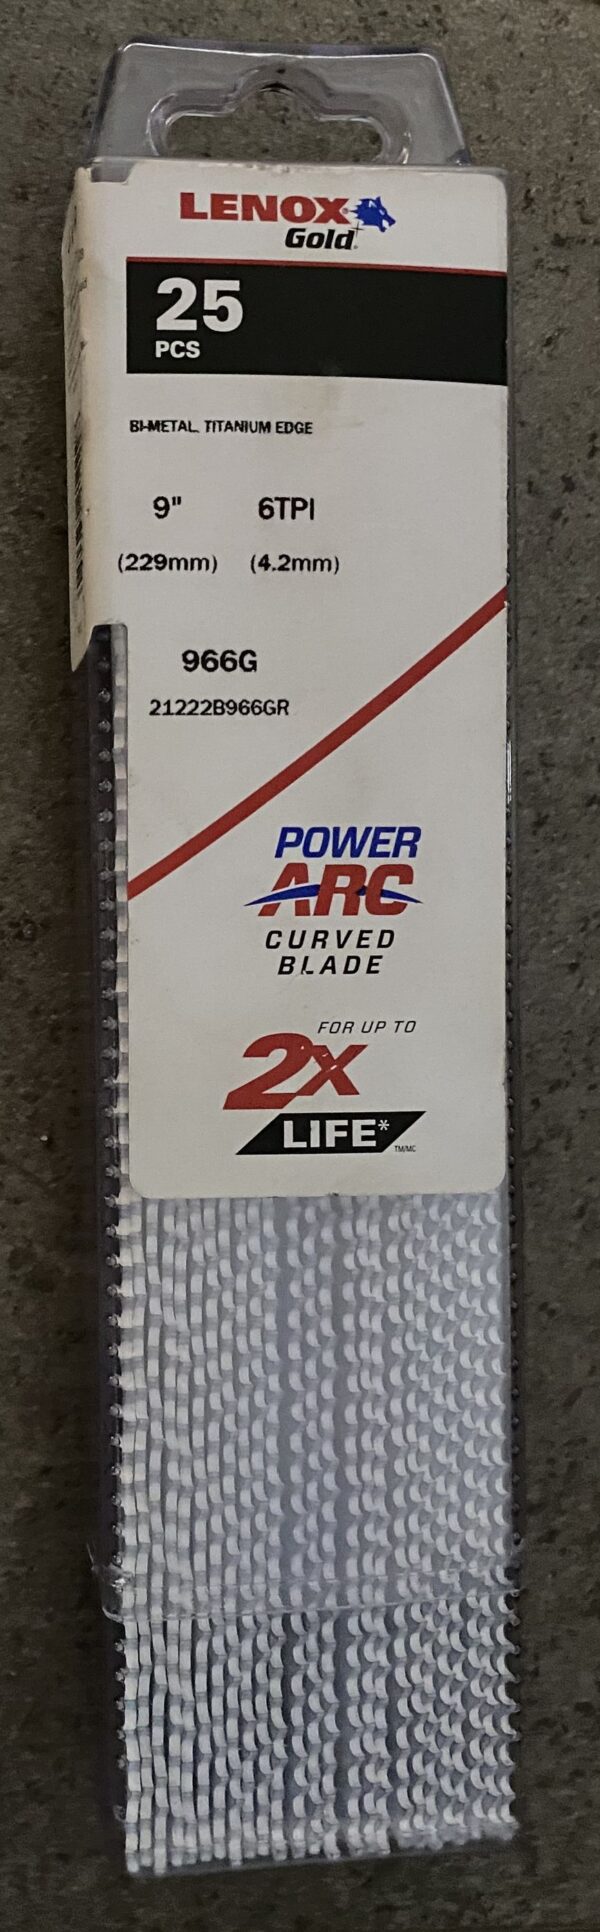 LENOX
Gold
25
PCS
BI-METAL, TITANIUM EDGE
9" 6TPI
(229mm) (4.2mm)
966G
21222B966GR
POWER
ARC
CURVED
BLADE
FOR UP TO
2X
LIFE*
TM/MC